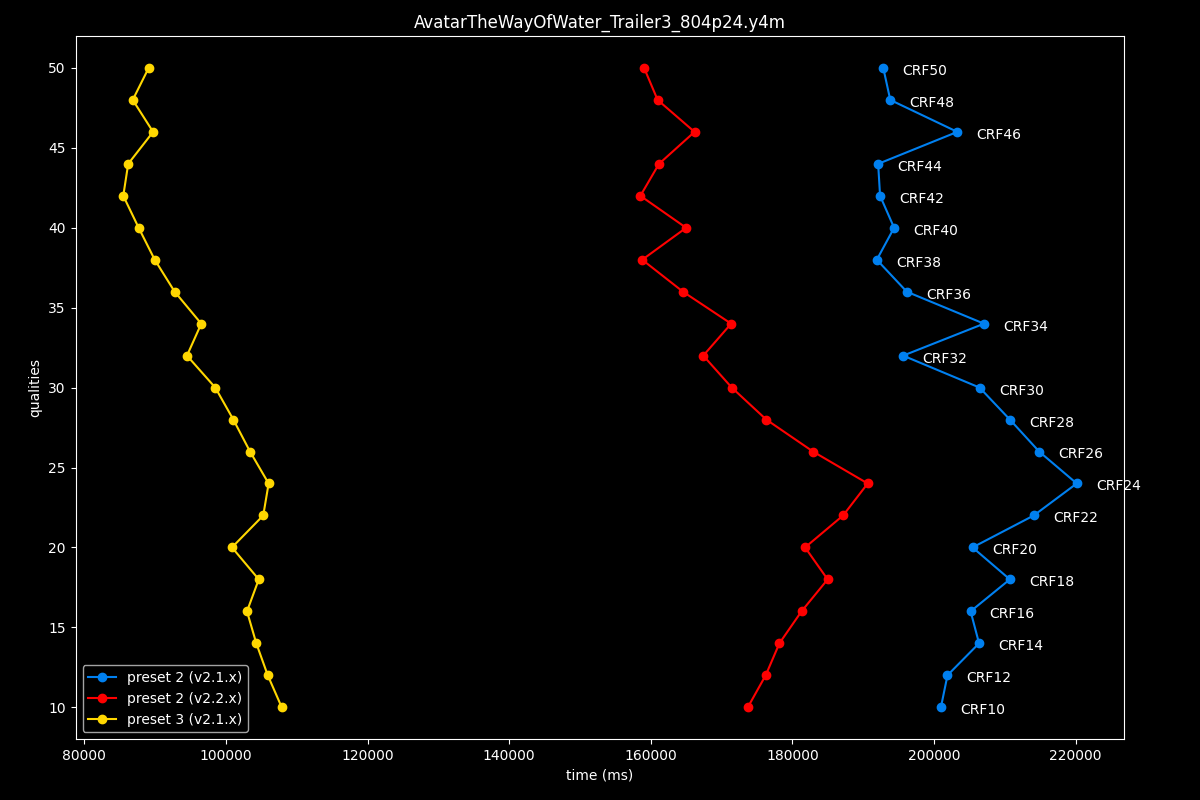 AvatarTheWayOfWater_Trailer3_804p24.y4m
50
45
40
35
30
25
20
15
10
qualities
CRF50
CRF48
CRF46
CRF44
CRF42
CRF40
CRF38
CRF36
CRF34
CRF32
CRF30
CRF28
CRF26
CRF24
CRF22
CRF20
CRF18
CRF16
CRF14
CRF12
CRF10
preset 2 (v2.1.x)
preset 2 (v2.2.x)
preset 3 (v2.1.x)
80000 100000 120000 140000 160000 180000 200000 220000
time (ms)